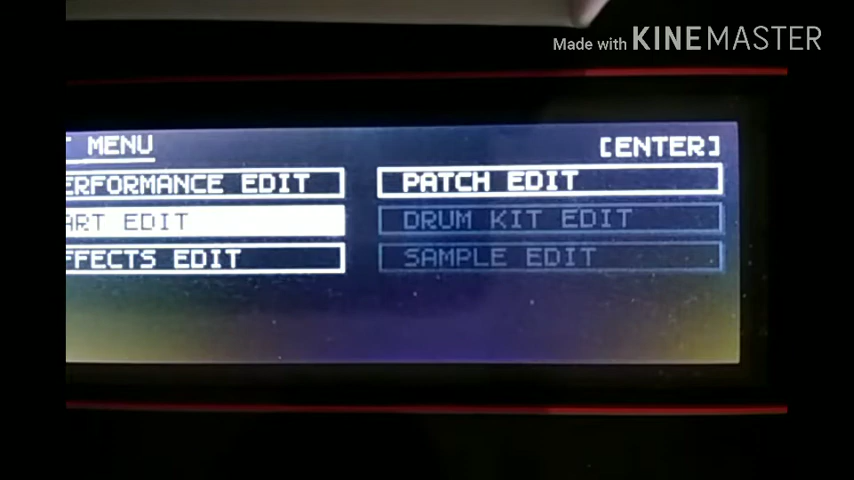 Made with KINEMASTER
MENU [ENTER]
ERFORMANCE EDIT PATCH EDIT
ART EDIT DRUM KIT EDIT
FFECTS EDIT SAMPLE EDIT